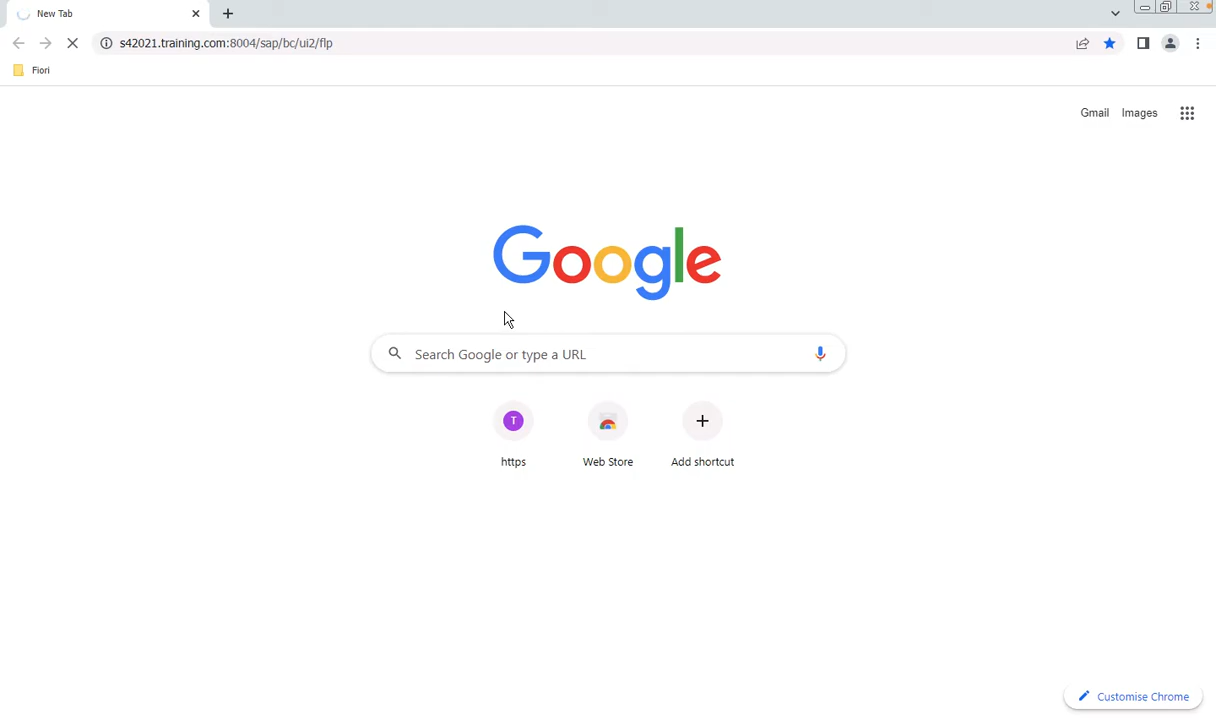 New Tab
s42021.training.com:8004/sap/bc/ui2/flp
Fiori
Gmail Images
Google
Search Google or type a URL
T
https Web Store Add shortcut
Customise Chrome